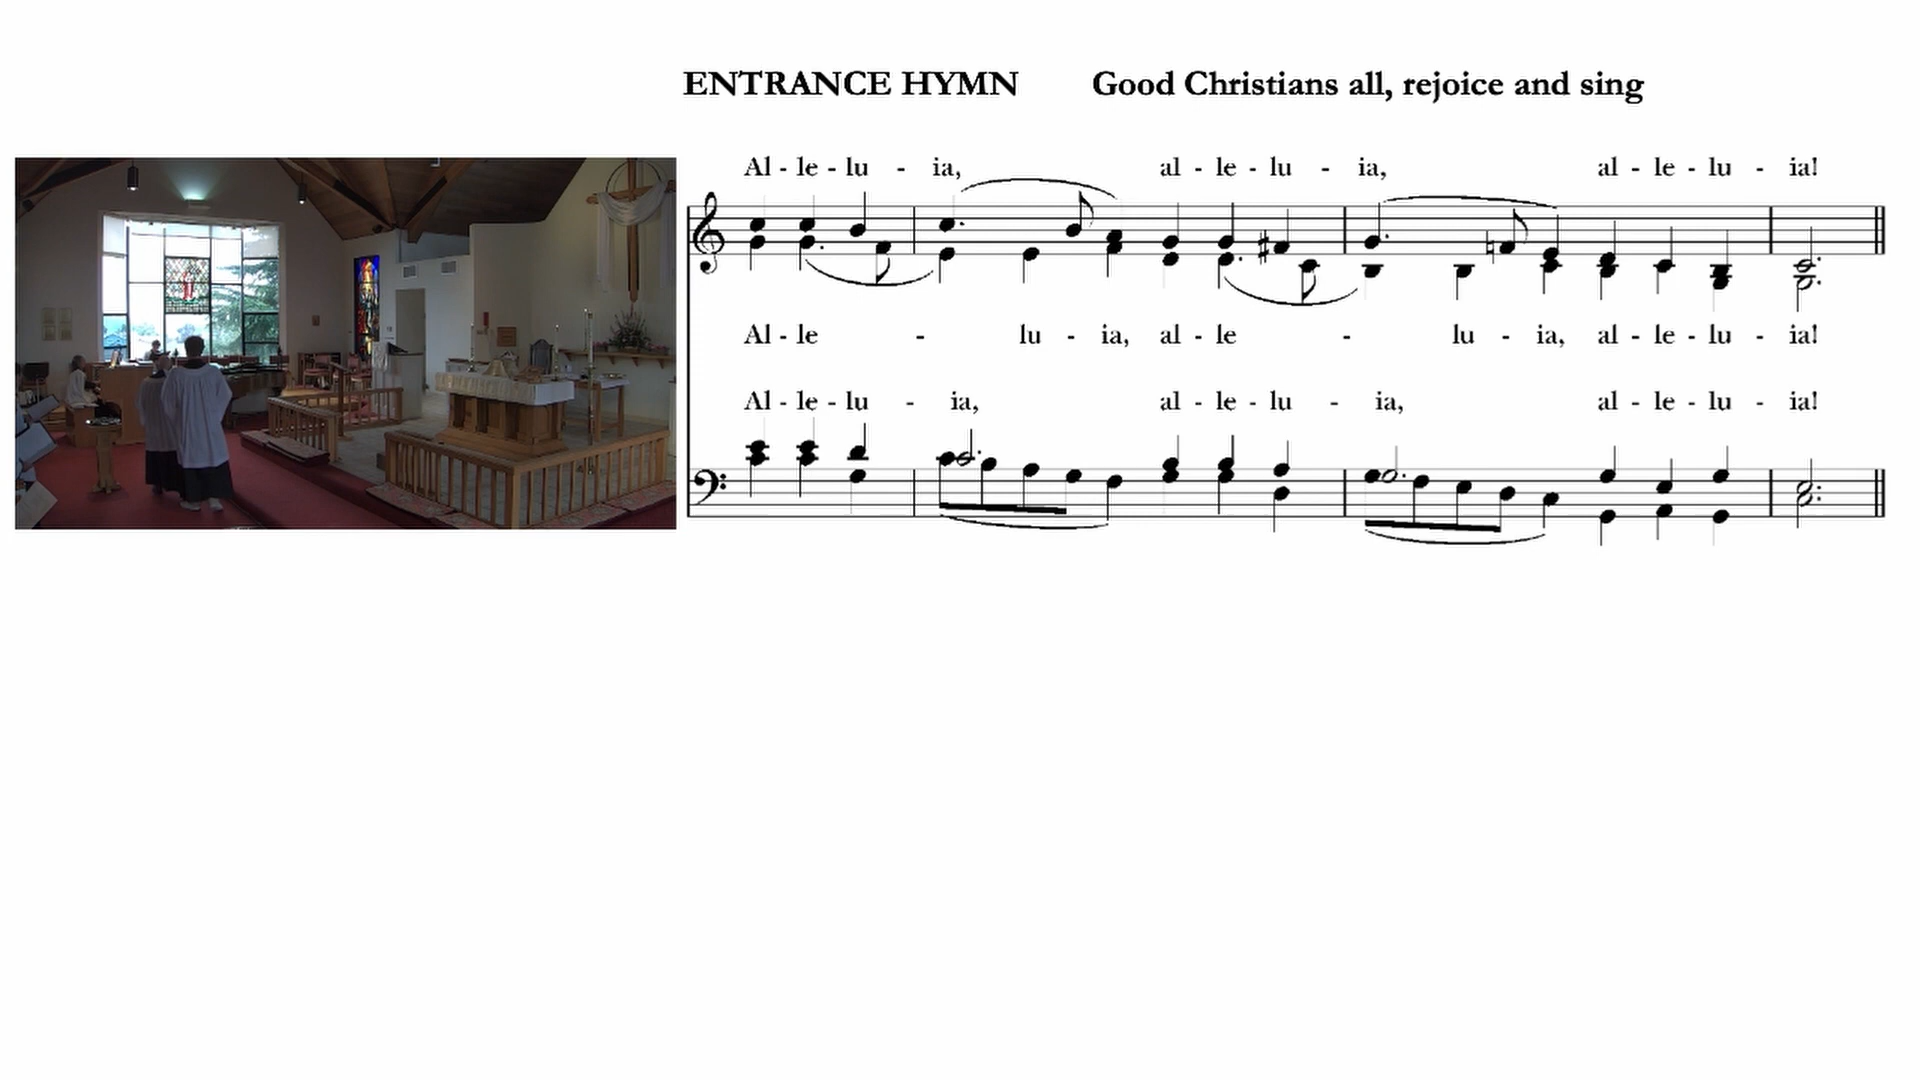 ENTRANCE HYMN Good Christians all, rejoice and sing
Al - le - lu - ia, al - le - lu - ia, al - le - lu - ia!
Al - le - lu - ia, al - le - lu - ia, al - le - lu - ia!
Al - le - lu - ia, al - le - lu - ia, al - le - lu - ia!